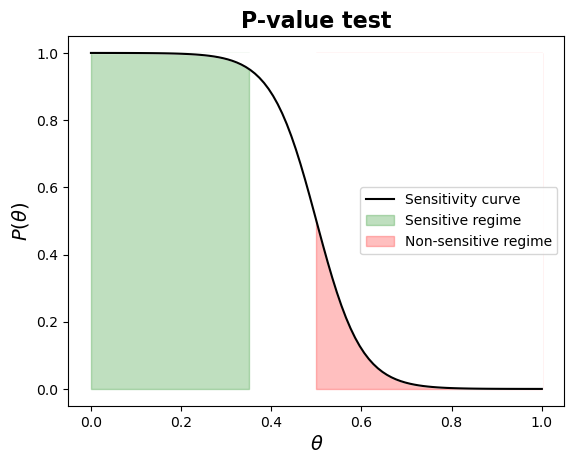 P-value test
P(θ)
1.0
0.8
0.6
0.4
0.2
0.0
Sensitivity curve
Sensitive regime
Non-sensitive regime
0.0 0.2 0.4 0.6 0.8 1.0
θ